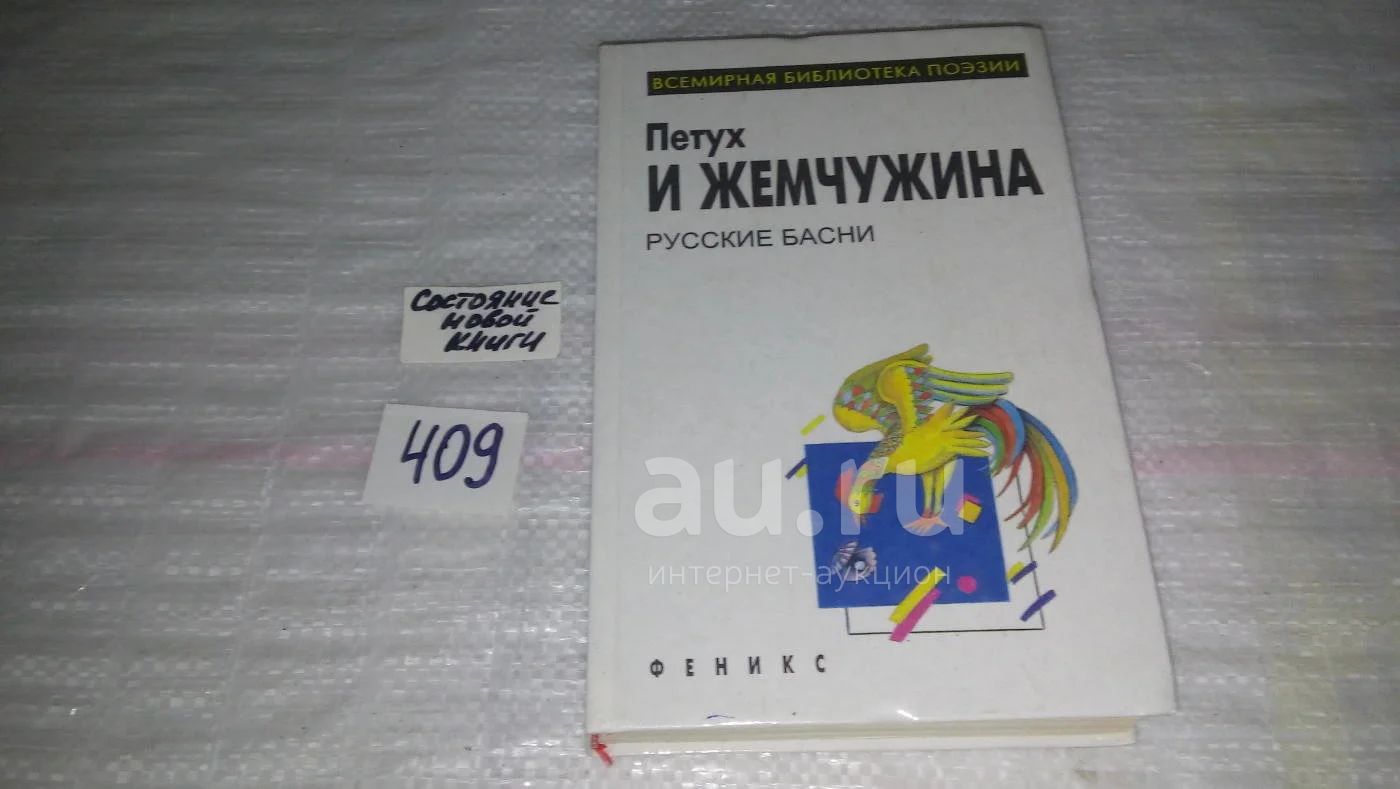 ВСЕМИРНАЯ БИБЛИОТЕКА ПОЭЗИИ
Петух
И ЖЕМЧУЖИНА
РУССКИЕ БАСНИ
Состояние
новой
книги
409
au.ru
интернет-аукцион
ФЕНИКС